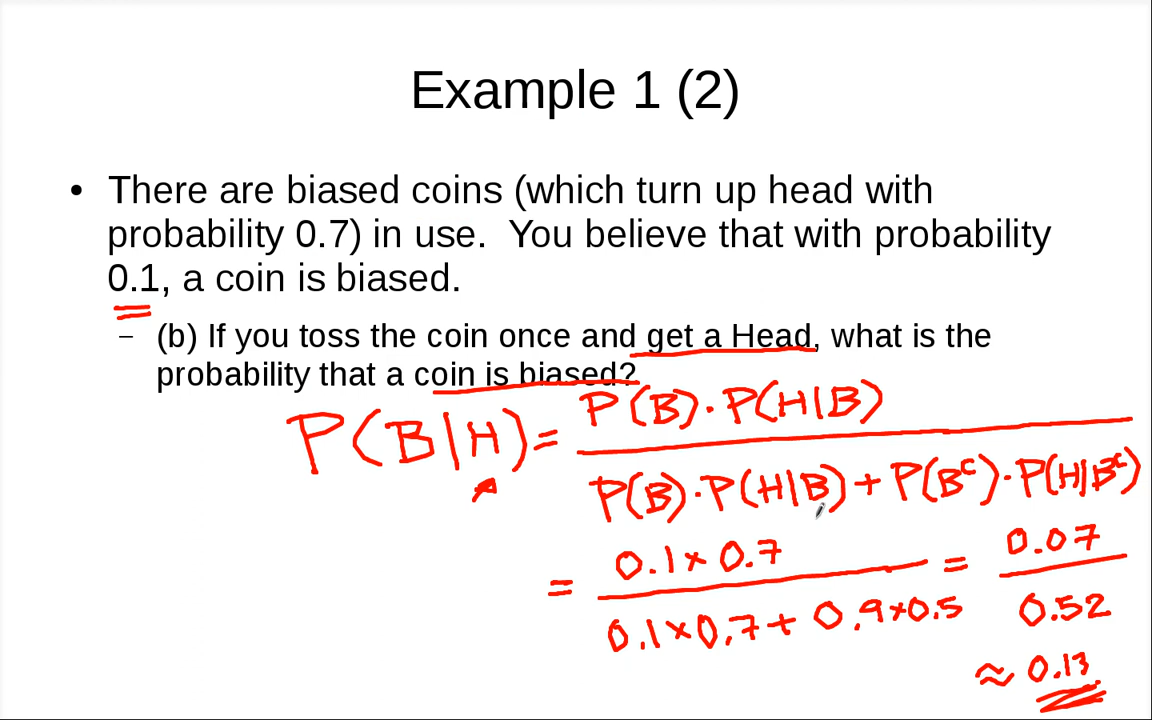 Example 1 (2)
• There are biased coins (which turn up head with
probability 0.7) in use.  You believe that with probability
0.1, a coin is biased.
– (b) If you toss the coin once and get a Head, what is the
probability that a coin is biased?
P(B) · P(H|B)
P(B|H) =
P(B) · P(H|B) + P(Bᶜ) · P(H|Bᶜ)
0.1 × 0.7 = 0.07
=
0.1 × 0.7 + 0.9 × 0.5 0.52
≈ 0.13